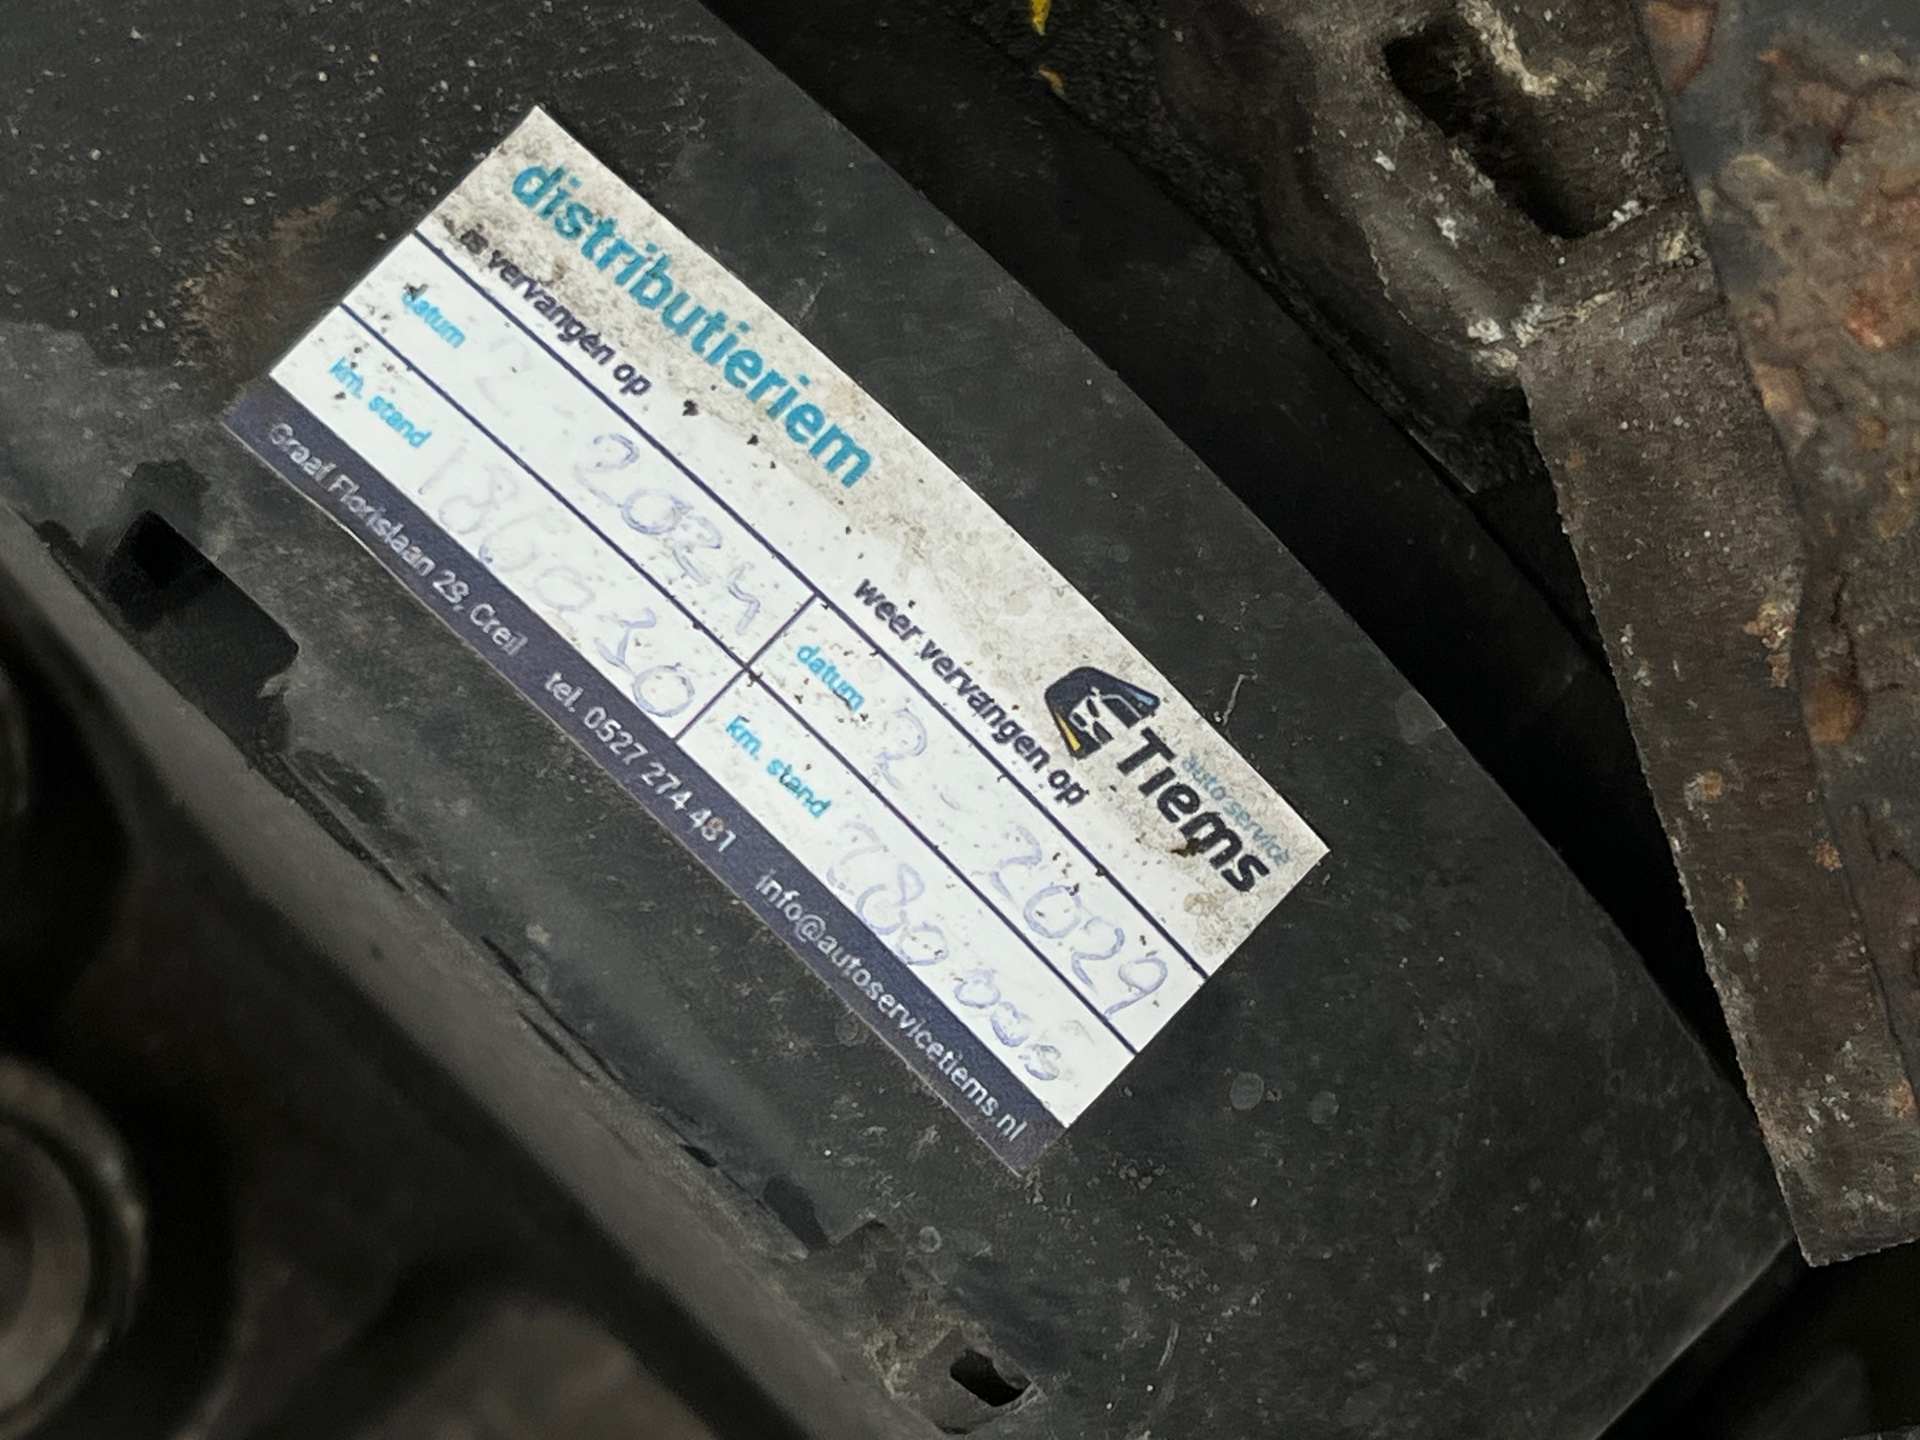 distributieriem
is vervangen op
weer vervangen op
auto service
Tiems
datum 2 - 2024
datum 2 - 2029
km. stand
km. stand
Graaf Florislaan 29, Creil tel. 0527 274 481 info@autoservicetiems.nl